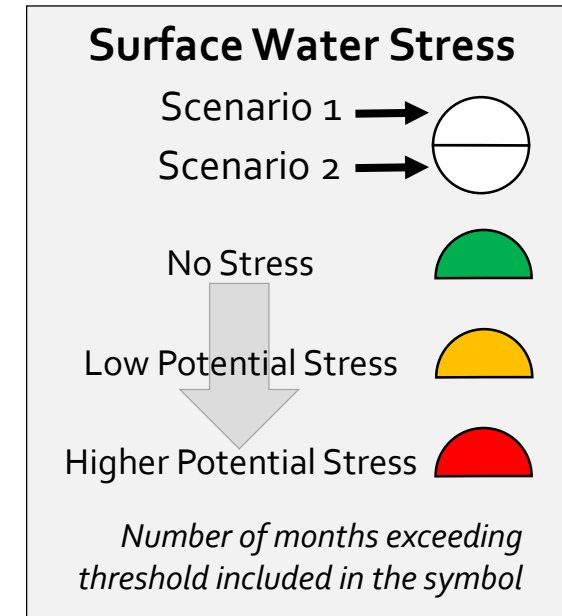 Surface Water Stress
Scenario 1
Scenario 2
No Stress
Low Potential Stress
Higher Potential Stress
Number of months exceeding
threshold included in the symbol